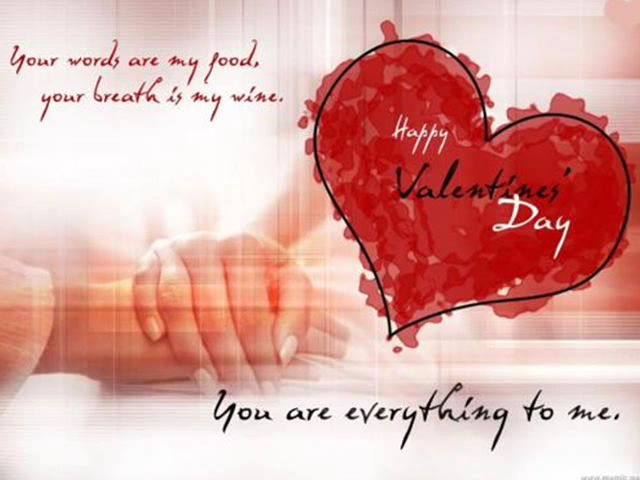 Your words are my food,
your breath is my wine.
Happy
Valentines'
Day
You are everything to me.